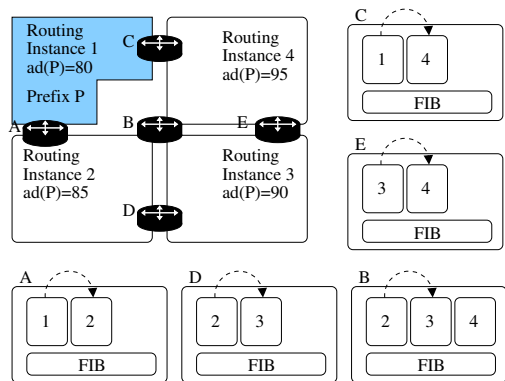 Routing
Instance 1
ad(P)=80
Prefix P
C
Routing
Instance 4
ad(P)=95
A
B
E
Routing
Instance 2
ad(P)=85
Routing
Instance 3
ad(P)=90
D
C
1 4
FIB
E
3 4
FIB
A
1 2
FIB
D
2 3
FIB
B
2 3 4
FIB